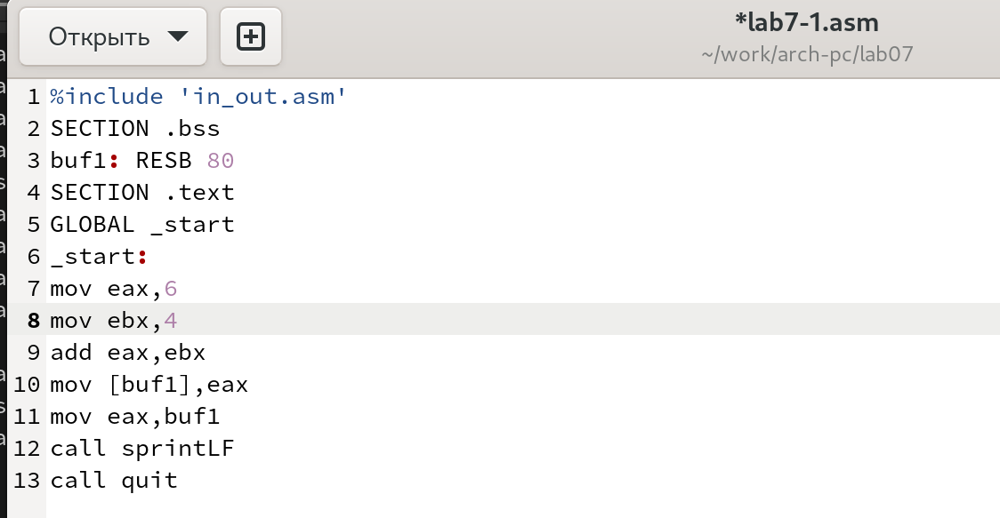 Открыть
*lab7-1.asm
~/work/arch-pc/lab07
1 %include 'in_out.asm'
2 SECTION .bss
3 buf1: RESB 80
4 SECTION .text
5 GLOBAL _start
6 _start:
7 mov eax,6
8 mov ebx,4
9 add eax,ebx
10 mov [buf1],eax
11 mov eax,buf1
12 call sprintLF
13 call quit